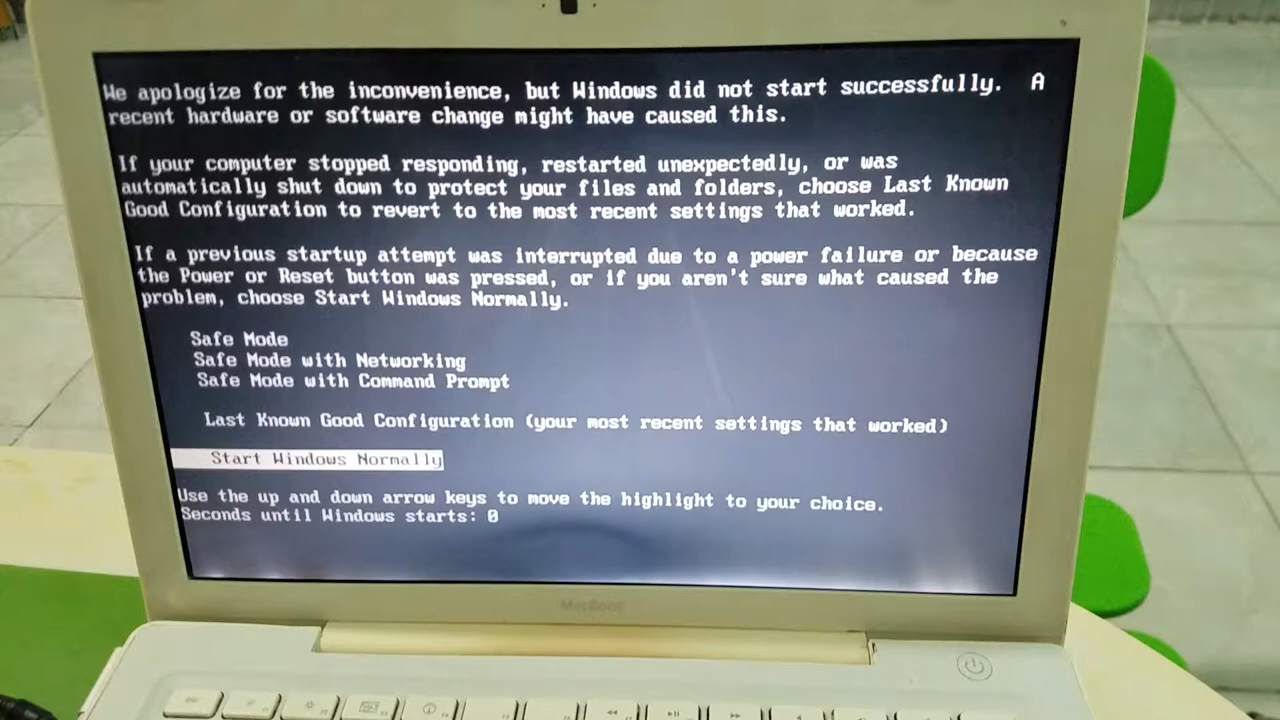 We apologize for the inconvenience, but Windows did not start successfully.  A
recent hardware or software change might have caused this.
If your computer stopped responding, restarted unexpectedly, or was
automatically shut down to protect your files and folders, choose Last Known
Good Configuration to revert to the most recent settings that worked.
If a previous startup attempt was interrupted due to a power failure or because
the Power or Reset button was pressed, or if you aren't sure what caused the
problem, choose Start Windows Normally.
Safe Mode
Safe Mode with Networking
Safe Mode with Command Prompt
Last Known Good Configuration (your most recent settings that worked)
Start Windows Normally
Use the up and down arrow keys to move the highlight to your choice.
Seconds until Windows starts: 0
MacBook
esc